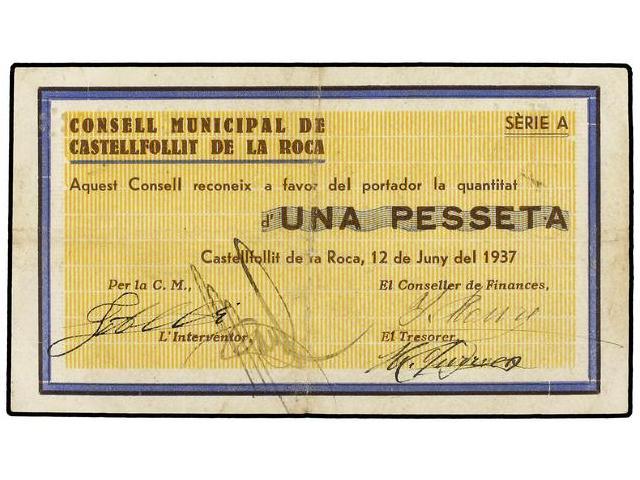 CONSELL MUNICIPAL DE
CASTELLFOLLIT DE LA ROCA
SÈRIE A
Aquest Consell reconeix a favor del portador la quantitat
d'UNA PESSETA
Castellfollit de la Roca, 12 de Juny del 1937
Per la C. M.,
El Conseller de Finances,
L'Interventor,
El Tresorer,